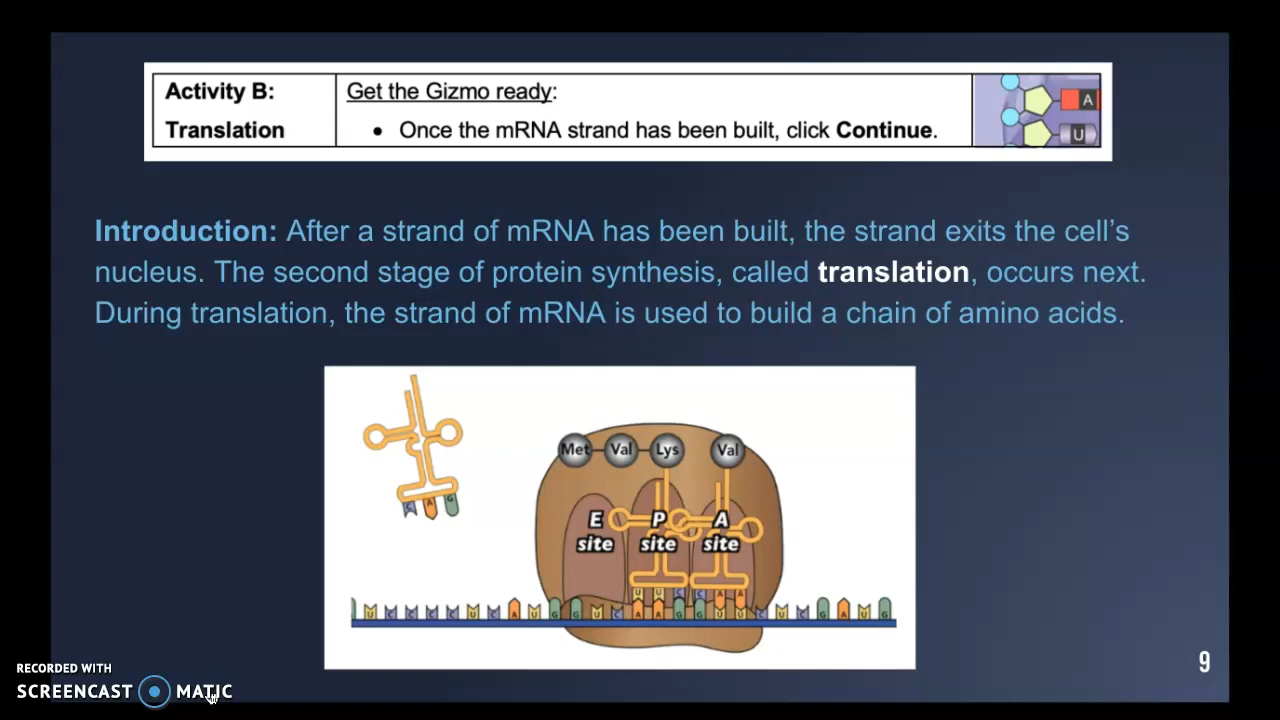 Activity B:
Translation
Get the Gizmo ready:
• Once the mRNA strand has been built, click Continue.
A
U
Introduction: After a strand of mRNA has been built, the strand exits the cell’s
nucleus. The second stage of protein synthesis, called translation, occurs next.
During translation, the strand of mRNA is used to build a chain of amino acids.
Met Val Lys Val
C A G
E site
P site
A site
U U C C A A
U C C C C U C A U G G U C A A G G U U C U C G A U G
9
RECORDED WITH
SCREENCAST MATIC